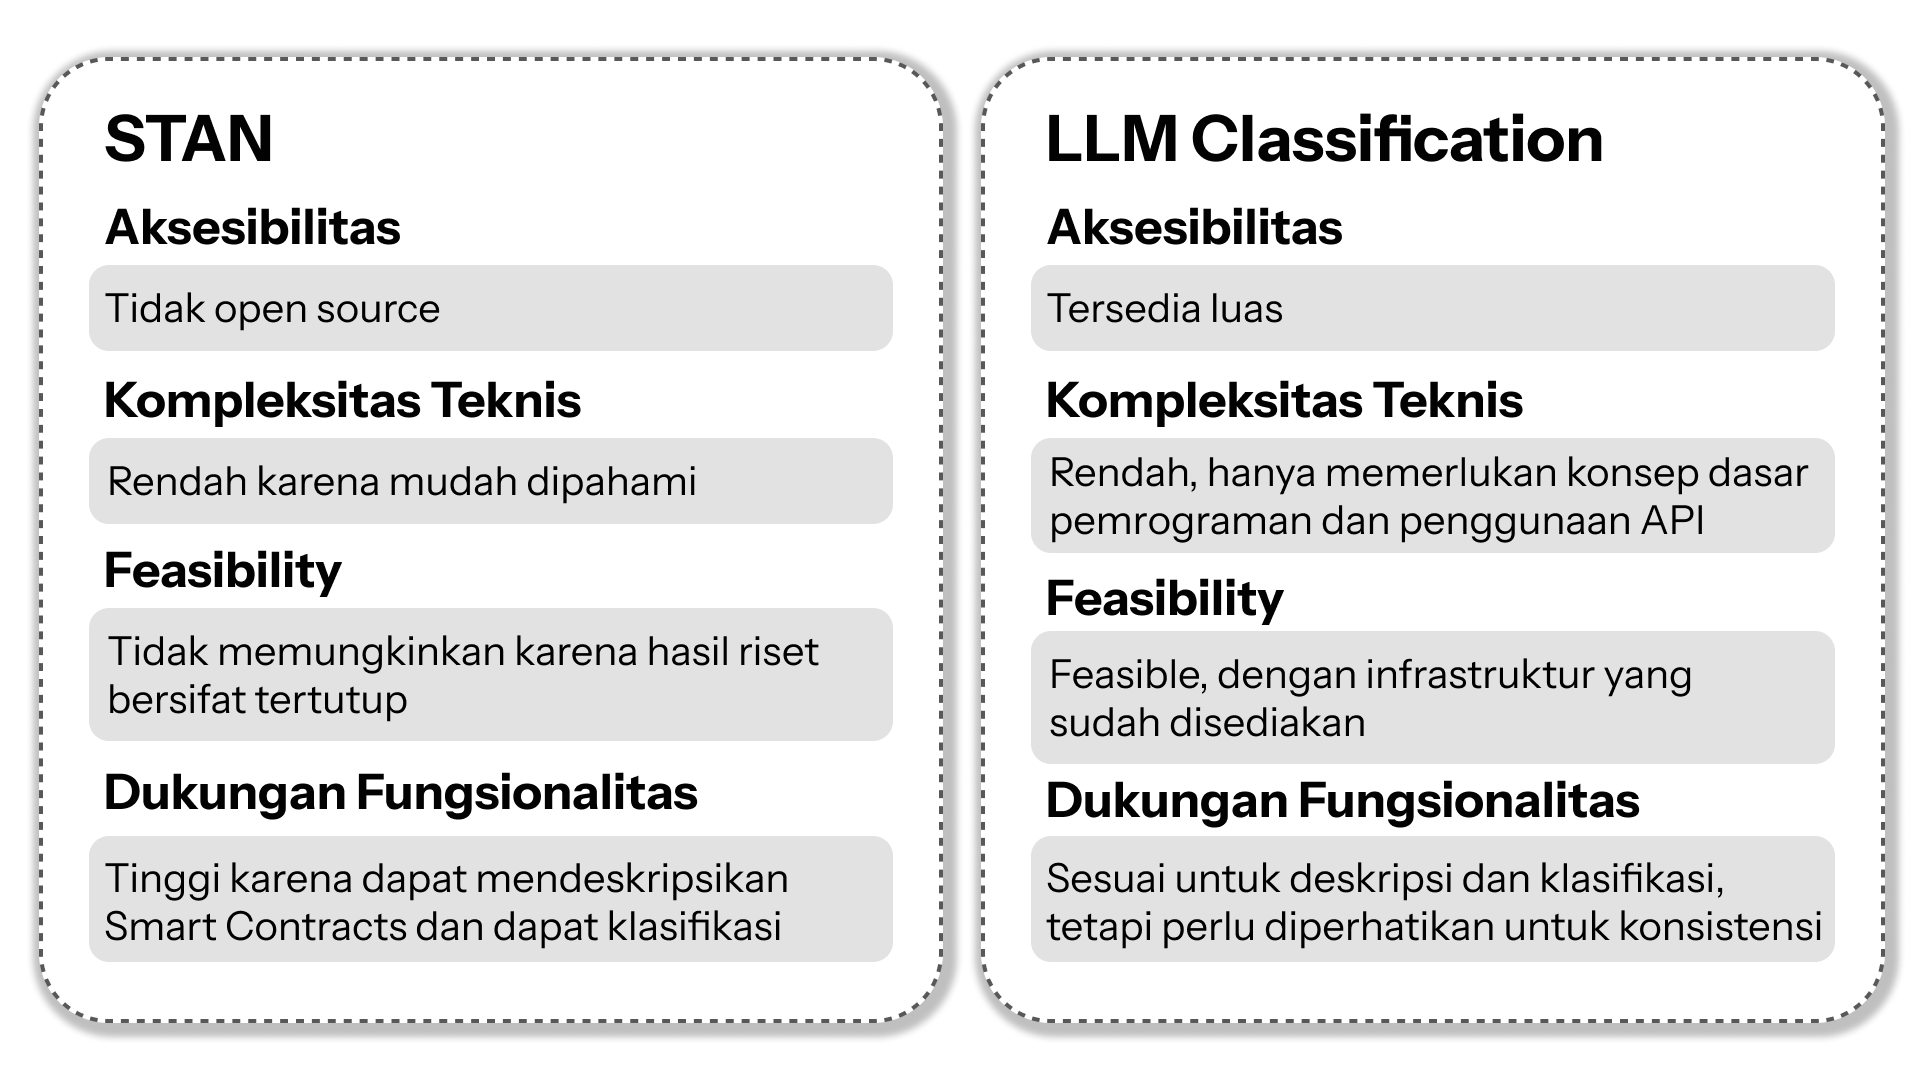 STAN
Aksesibilitas
Tidak open source
Kompleksitas Teknis
Rendah karena mudah dipahami
Feasibility
Tidak memungkinkan karena hasil riset
bersifat tertutup
Dukungan Fungsionalitas
Tinggi karena dapat mendeskripsikan
Smart Contracts dan dapat klasifikasi
LLM Classification
Aksesibilitas
Tersedia luas
Kompleksitas Teknis
Rendah, hanya memerlukan konsep dasar
pemrograman dan penggunaan API
Feasibility
Feasible, dengan infrastruktur yang
sudah disediakan
Dukungan Fungsionalitas
Sesuai untuk deskripsi dan klasifikasi,
tetapi perlu diperhatikan untuk konsistensi